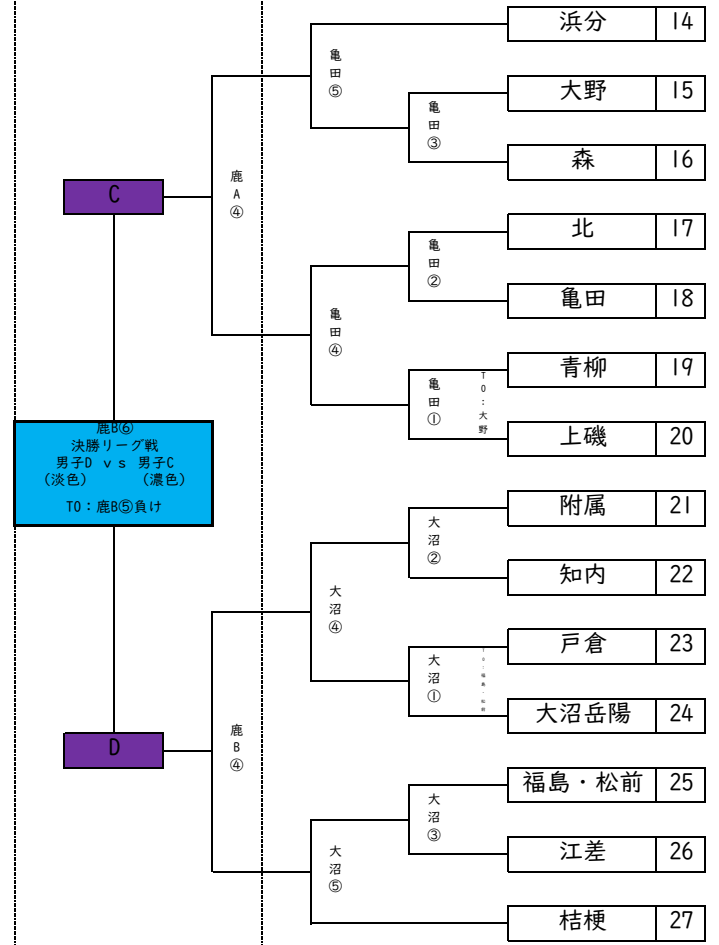 浜分 14
亀田⑤
大野 15
亀田③
森 16
鹿A④
C
北 17
亀田②
亀田 18
亀田④
青柳 19
亀田①
TO：大野
上磯 20
鹿B⑥
決勝リーグ戦
男子D ｖｓ 男子C
(淡色) (濃色)
TO：鹿B⑤負け
附属 21
大沼②
知内 22
大沼④
戸倉 23
大沼①
TO：福島・松前
大沼岳陽 24
鹿B④
D
福島・松前 25
大沼③
江差 26
大沼⑤
桔梗 27